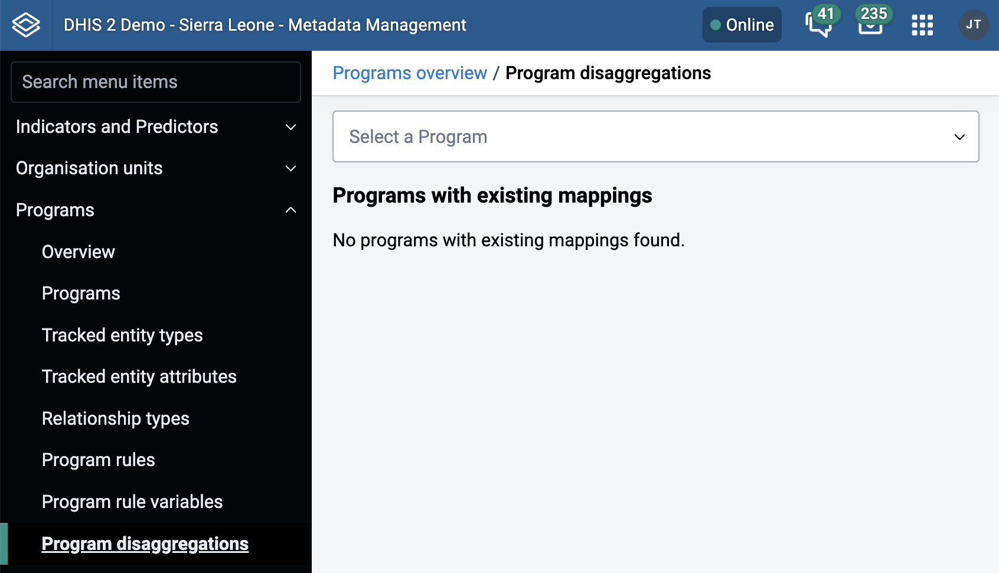 DHIS 2 Demo - Sierra Leone - Metadata Management
Online
41
235
JT
Search menu items
Indicators and Predictors
Organisation units
Programs
Overview
Programs
Tracked entity types
Tracked entity attributes
Relationship types
Program rules
Program rule variables
Program disaggregations
Programs overview / Program disaggregations
Select a Program
Programs with existing mappings
No programs with existing mappings found.